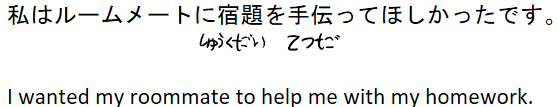 私はルームメートに宿題を手伝ってほしかったです。
しゅうくだい てつだ
I wanted my roommate to help me with my homework.